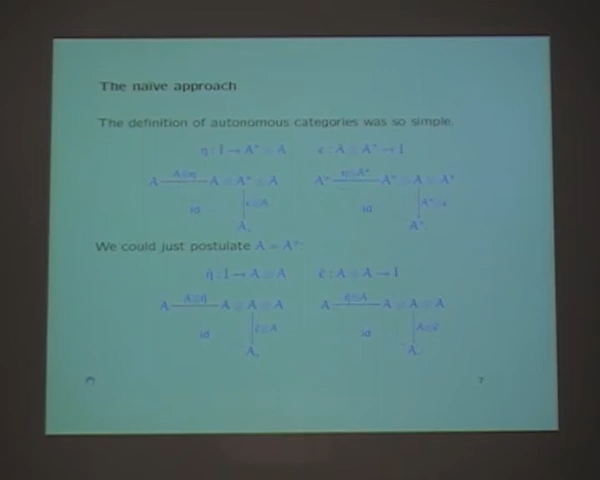 The naïve approach
The definition of autonomous categories was so simple.
η : I → A* ⊗ A    ε : A ⊗ A* → I
A A⊗η A ⊗ A* ⊗ A    A* η⊗A* A* ⊗ A ⊗ A*
id ε⊗A    id A*⊗ε
A.    A*.
We could just postulate A = A*:
η̂ : I → A ⊗ A    ε̂ : A ⊗ A → I
A A⊗η̂ A ⊗ A ⊗ A    A η̂⊗A A ⊗ A ⊗ A
id ε̂⊗A    id A⊗ε̂
A.    A.
7